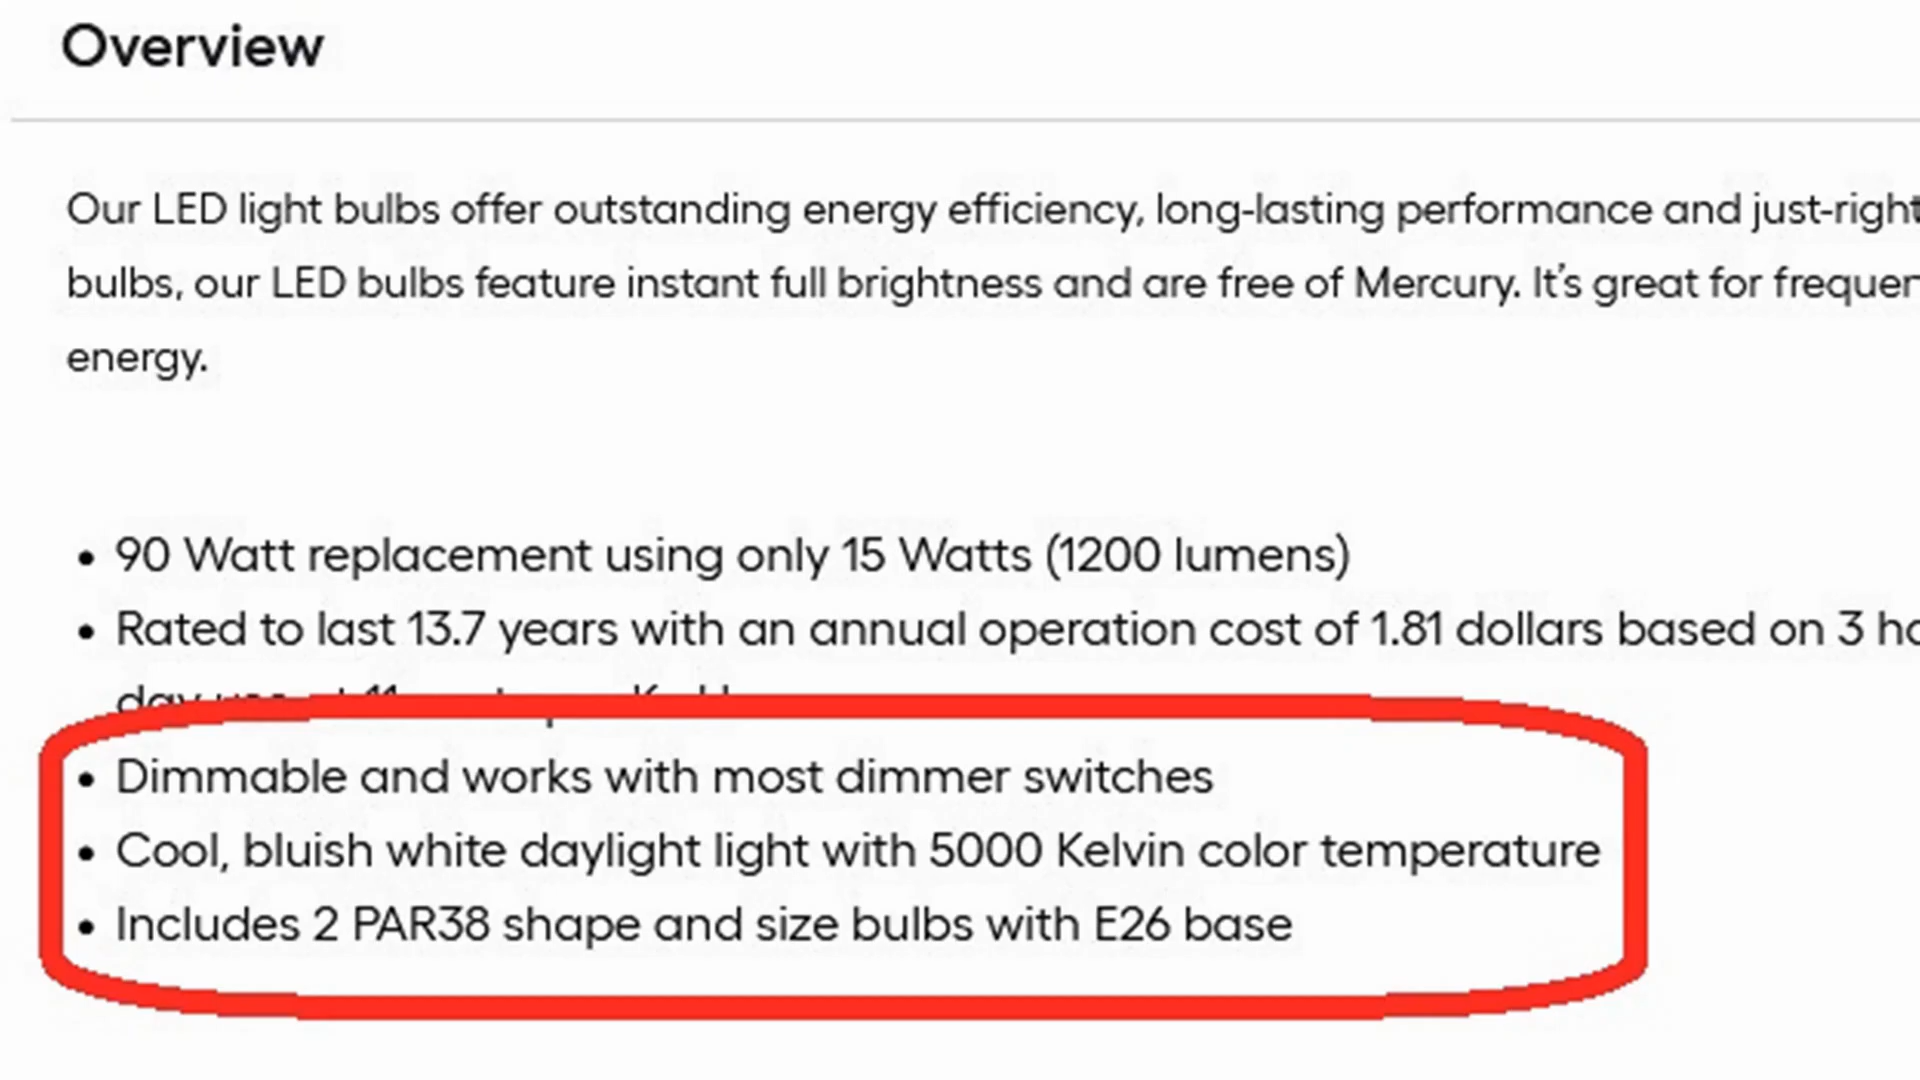 Overview
Our LED light bulbs offer outstanding energy efficiency, long-lasting performance and just-right
bulbs, our LED bulbs feature instant full brightness and are free of Mercury. It's great for frequen
energy.
• 90 Watt replacement using only 15 Watts (1200 lumens)
• Rated to last 13.7 years with an annual operation cost of 1.81 dollars based on 3 ho
day
• Dimmable and works with most dimmer switches
• Cool, bluish white daylight light with 5000 Kelvin color temperature
• Includes 2 PAR38 shape and size bulbs with E26 base